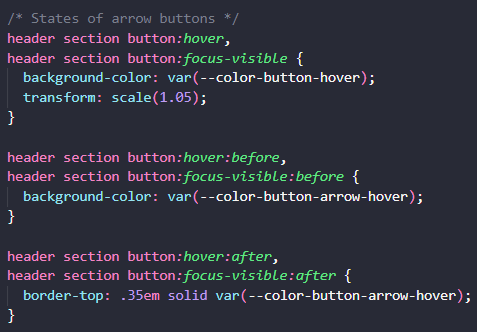 /* States of arrow buttons */
header section button:hover,
header section button:focus-visible {
  background-color: var(--color-button-hover);
  transform: scale(1.05);
}

header section button:hover:before,
header section button:focus-visible:before {
  background-color: var(--color-button-arrow-hover);
}

header section button:hover:after,
header section button:focus-visible:after {
  border-top: .35em solid var(--color-button-arrow-hover);
}